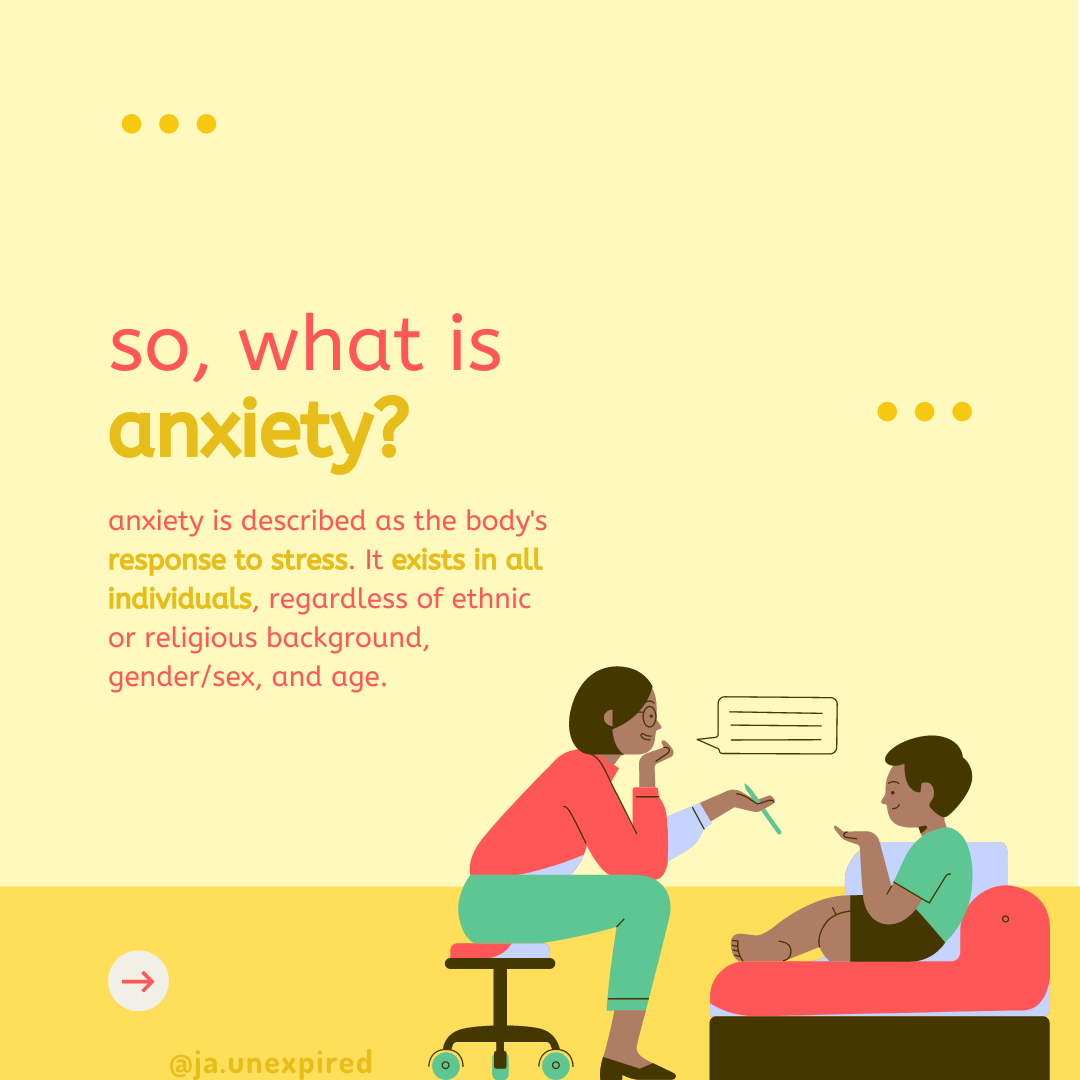 so, what is
anxiety?
anxiety is described as the body's
response to stress. It exists in all
individuals, regardless of ethnic
or religious background,
gender/sex, and age.
@ja.unexpired